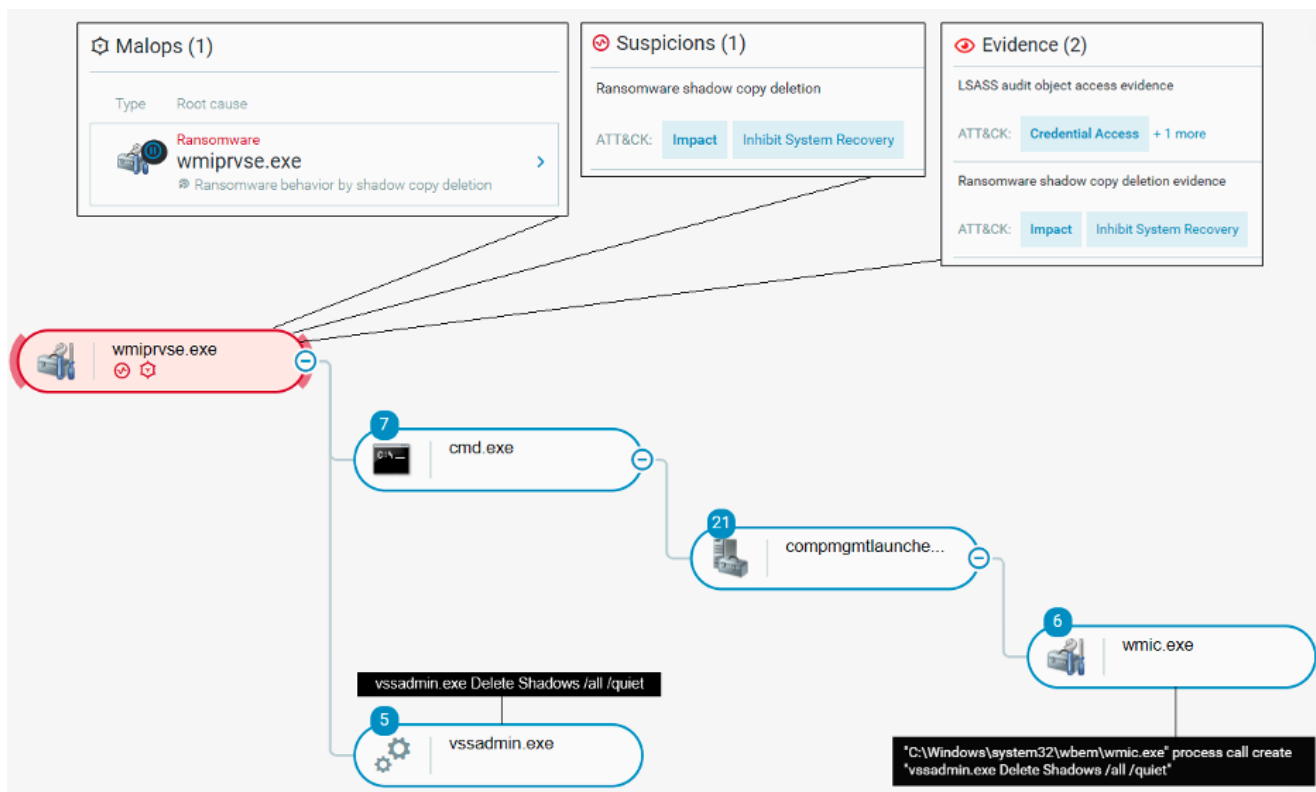 Malops (1)
Type Root cause
Ransomware
wmiprvse.exe
Ransomware behavior by shadow copy deletion
Suspicions (1)
Ransomware shadow copy deletion
ATT&CK: Impact Inhibit System Recovery
Evidence (2)
LSASS audit object access evidence
ATT&CK: Credential Access + 1 more
Ransomware shadow copy deletion evidence
ATT&CK: Impact Inhibit System Recovery
wmiprvse.exe
7
cmd.exe
C:\_
21
compmgmtlaunche...
6
wmic.exe
vssadmin.exe Delete Shadows /all /quiet
5
vssadmin.exe
"C:\Windows\system32\wbem\wmic.exe" process call create
"vssadmin.exe Delete Shadows /all /quiet"